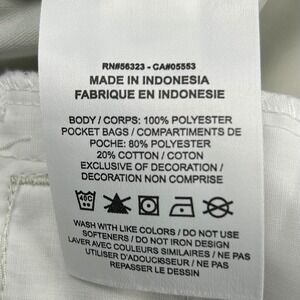 RN#56323 - CA#05553
MADE IN INDONESIA
FABRIQUE EN INDONESIE
BODY / CORPS: 100% POLYESTER
POCKET BAGS / COMPARTIMENTS DE
POCHE: 80% POLYESTER
20% COTTON / COTON
EXCLUSIVE OF DECORATION /
DECORATION NON COMPRISE
40C
WASH WITH LIKE COLORS / DO NOT USE
SOFTENERS / DO NOT IRON DESIGN
LAVER AVEC COULEURS SIMILAIRES / NE PAS
UTILISER D'ADOUCISSEUR / NE PAS
REPASSER LE DESSIN